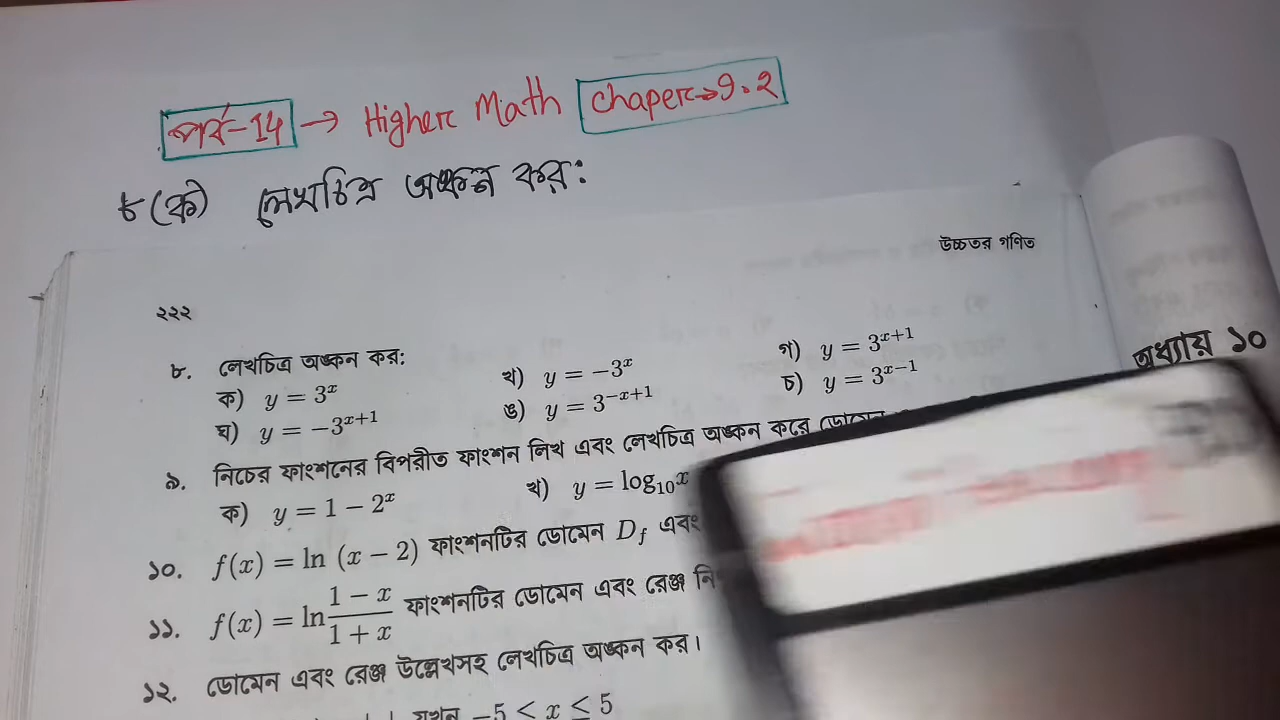 পর্ব-14 → Higher Math Chaper→9.2
৮(ক) লেখচিত্র অঙ্কন কর:
উচ্চতর গণিত
২২২
অধ্যায় ১০
৮. লেখচিত্র অঙ্কন কর:
ক) y = 3^x খ) y = −3^x গ) y = 3^{x+1}
ঘ) y = −3^{x+1} ঙ) y = 3^{−x+1} চ) y = 3^{x−1}
৯. নিচের ফাংশনের বিপরীত ফাংশন লিখ এবং লেখচিত্র অঙ্কন করে ডোমেন
ক) y = 1 − 2^x খ) y = log_{10}x
১০. f(x) = ln (x − 2) ফাংশনটির ডোমেন D_f এবং
১১. f(x) = ln\frac{1 − x}{1 + x} ফাংশনটির ডোমেন এবং রেঞ্জ
১২. ডোমেন এবং রেঞ্জ উল্লেখসহ লেখচিত্র অঙ্কন কর।
যখন −5 ≤ x ≤ 5